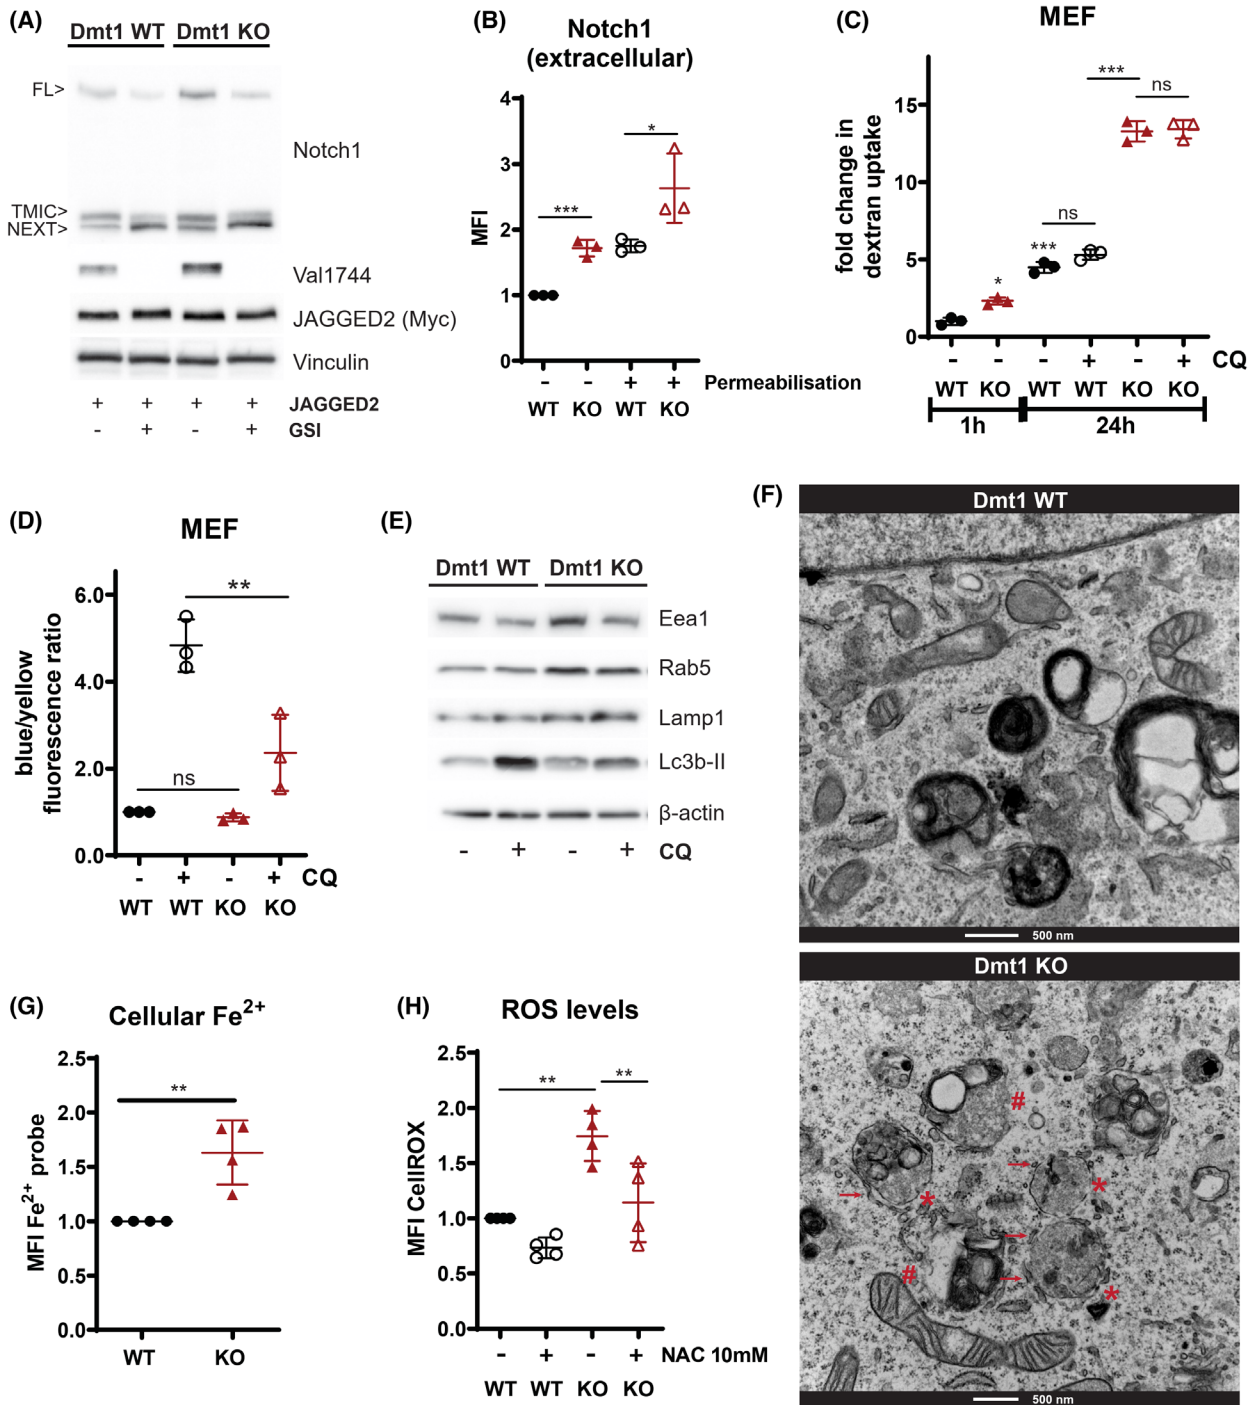 (A)
Dmt1 WT Dmt1 KO
FL>
Notch1
TMIC>
NEXT>
Val1744
JAGGED2 (Myc)
Vinculin
+ + + + JAGGED2
- + - + GSI
(B)
Notch1
(extracellular)
MFI
4
3
2
1
0
***
*
- - + + Permeabilisation
WT KO WT KO
(C)
MEF
fold change in
dextran uptake
15
10
5
0
*
***
ns
***
ns
- - - + - + CQ
WT KO WT WT KO KO
1h 24h
(D)
MEF
blue/yellow
fluorescence ratio
6.0
4.0
2.0
0.0
ns
**
- + - + CQ
WT WT KO KO
(E)
Dmt1 WT Dmt1 KO
Eea1
Rab5
Lamp1
Lc3b-II
β-actin
- + - + CQ
(F)
Dmt1 WT
500 nm
Dmt1 KO
#
*
*
#
*
500 nm
(G)
Cellular Fe2+
MFI Fe2+ probe
2.5
2.0
1.5
1.0
0.5
0.0
**
WT KO
(H)
ROS levels
MFI CellROX
2.5
2.0
1.5
1.0
0.5
0.0
**
**
- + - + NAC 10mM
WT WT KO KO